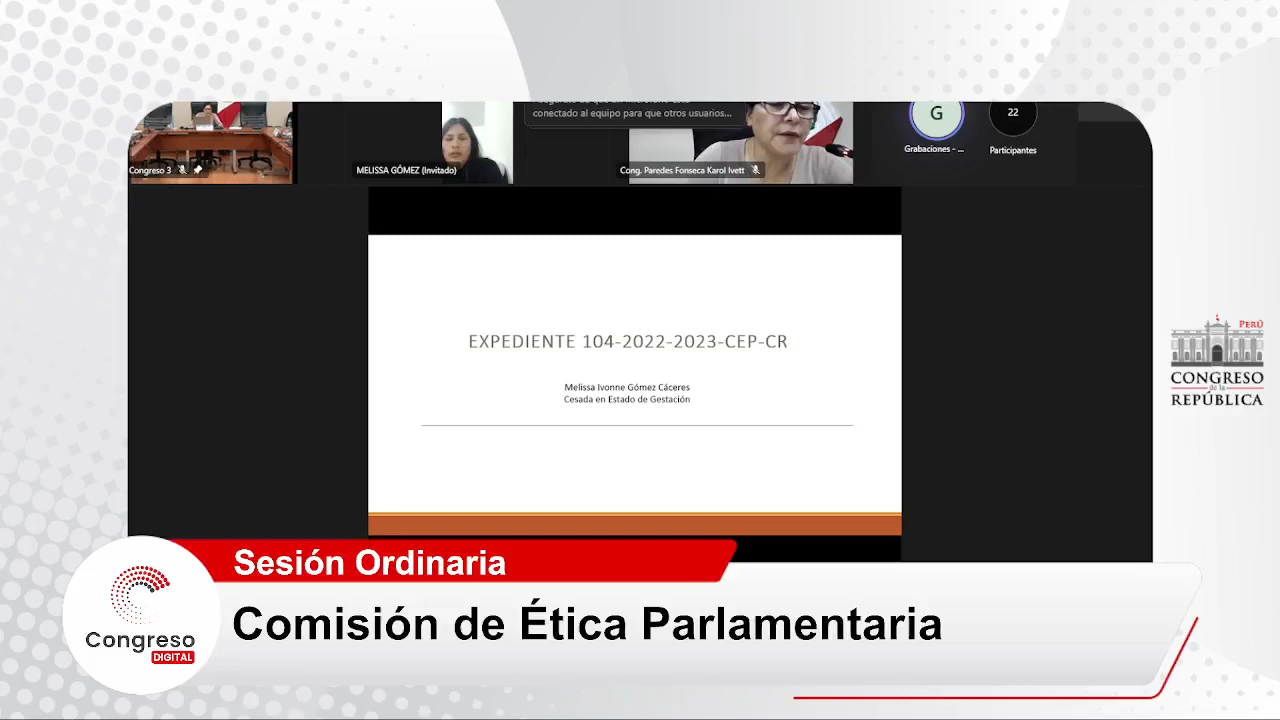 conectado al equipo para que otros usuarios...
G
22
Grabaciones - ...
Participantes
Congreso 3
MELISSA GÓMEZ (Invitado)
Cong. Paredes Fonseca Karol Ivett
EXPEDIENTE 104-2022-2023-CEP-CR
Melissa Ivonne Gómez Cáceres
Cesada en Estado de Gestación
PERÚ
CONGRESO
de la
REPÚBLICA
Sesión Ordinaria
Comisión de Ética Parlamentaria
Congreso
DIGITAL